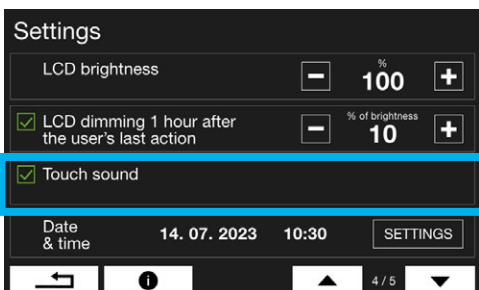 Settings
LCD brightness
%
100
LCD dimming 1 hour after
the user's last action
% of brightness
10
Touch sound
Date
& time
14. 07. 2023 10:30 SETTINGS
4/5